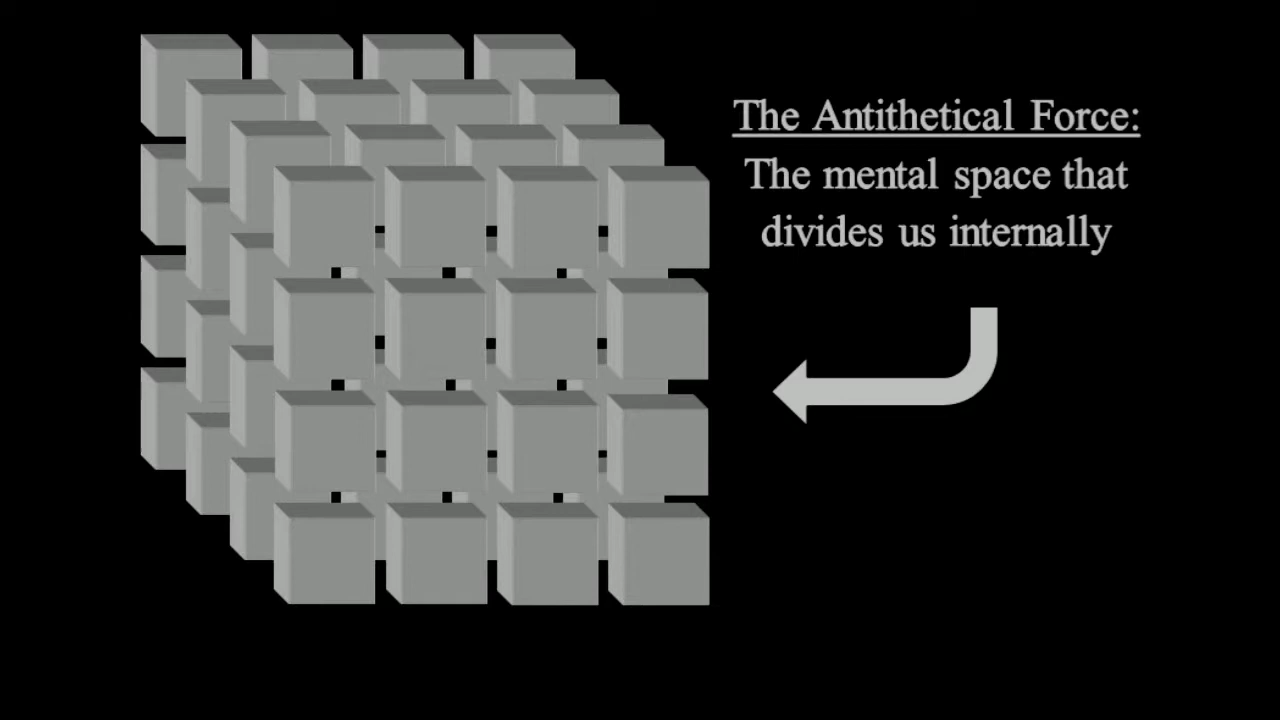 The Antithetical Force:
The mental space that
divides us internally